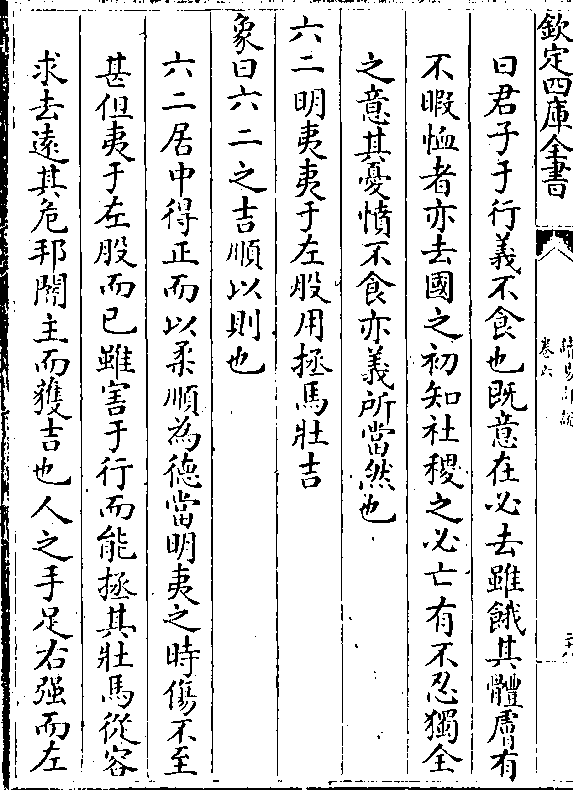 欽定四庫全書
卷六
曰君子于行義不食也既意在必去雖餓其體膚有
不暇恤者亦去國之初知社稷之必亡有不忍獨全
之意其憂憤不食亦義所當然也
六二明夷夷于左股用拯馬壯吉
象曰六二之吉順以則也
六二居中得正而以柔順為德當明夷之時傷不至
甚但夷于左股而已雖害于行而能拯其壯馬從容
求去遠其危邦闇主而獲吉也人之手足右强而左